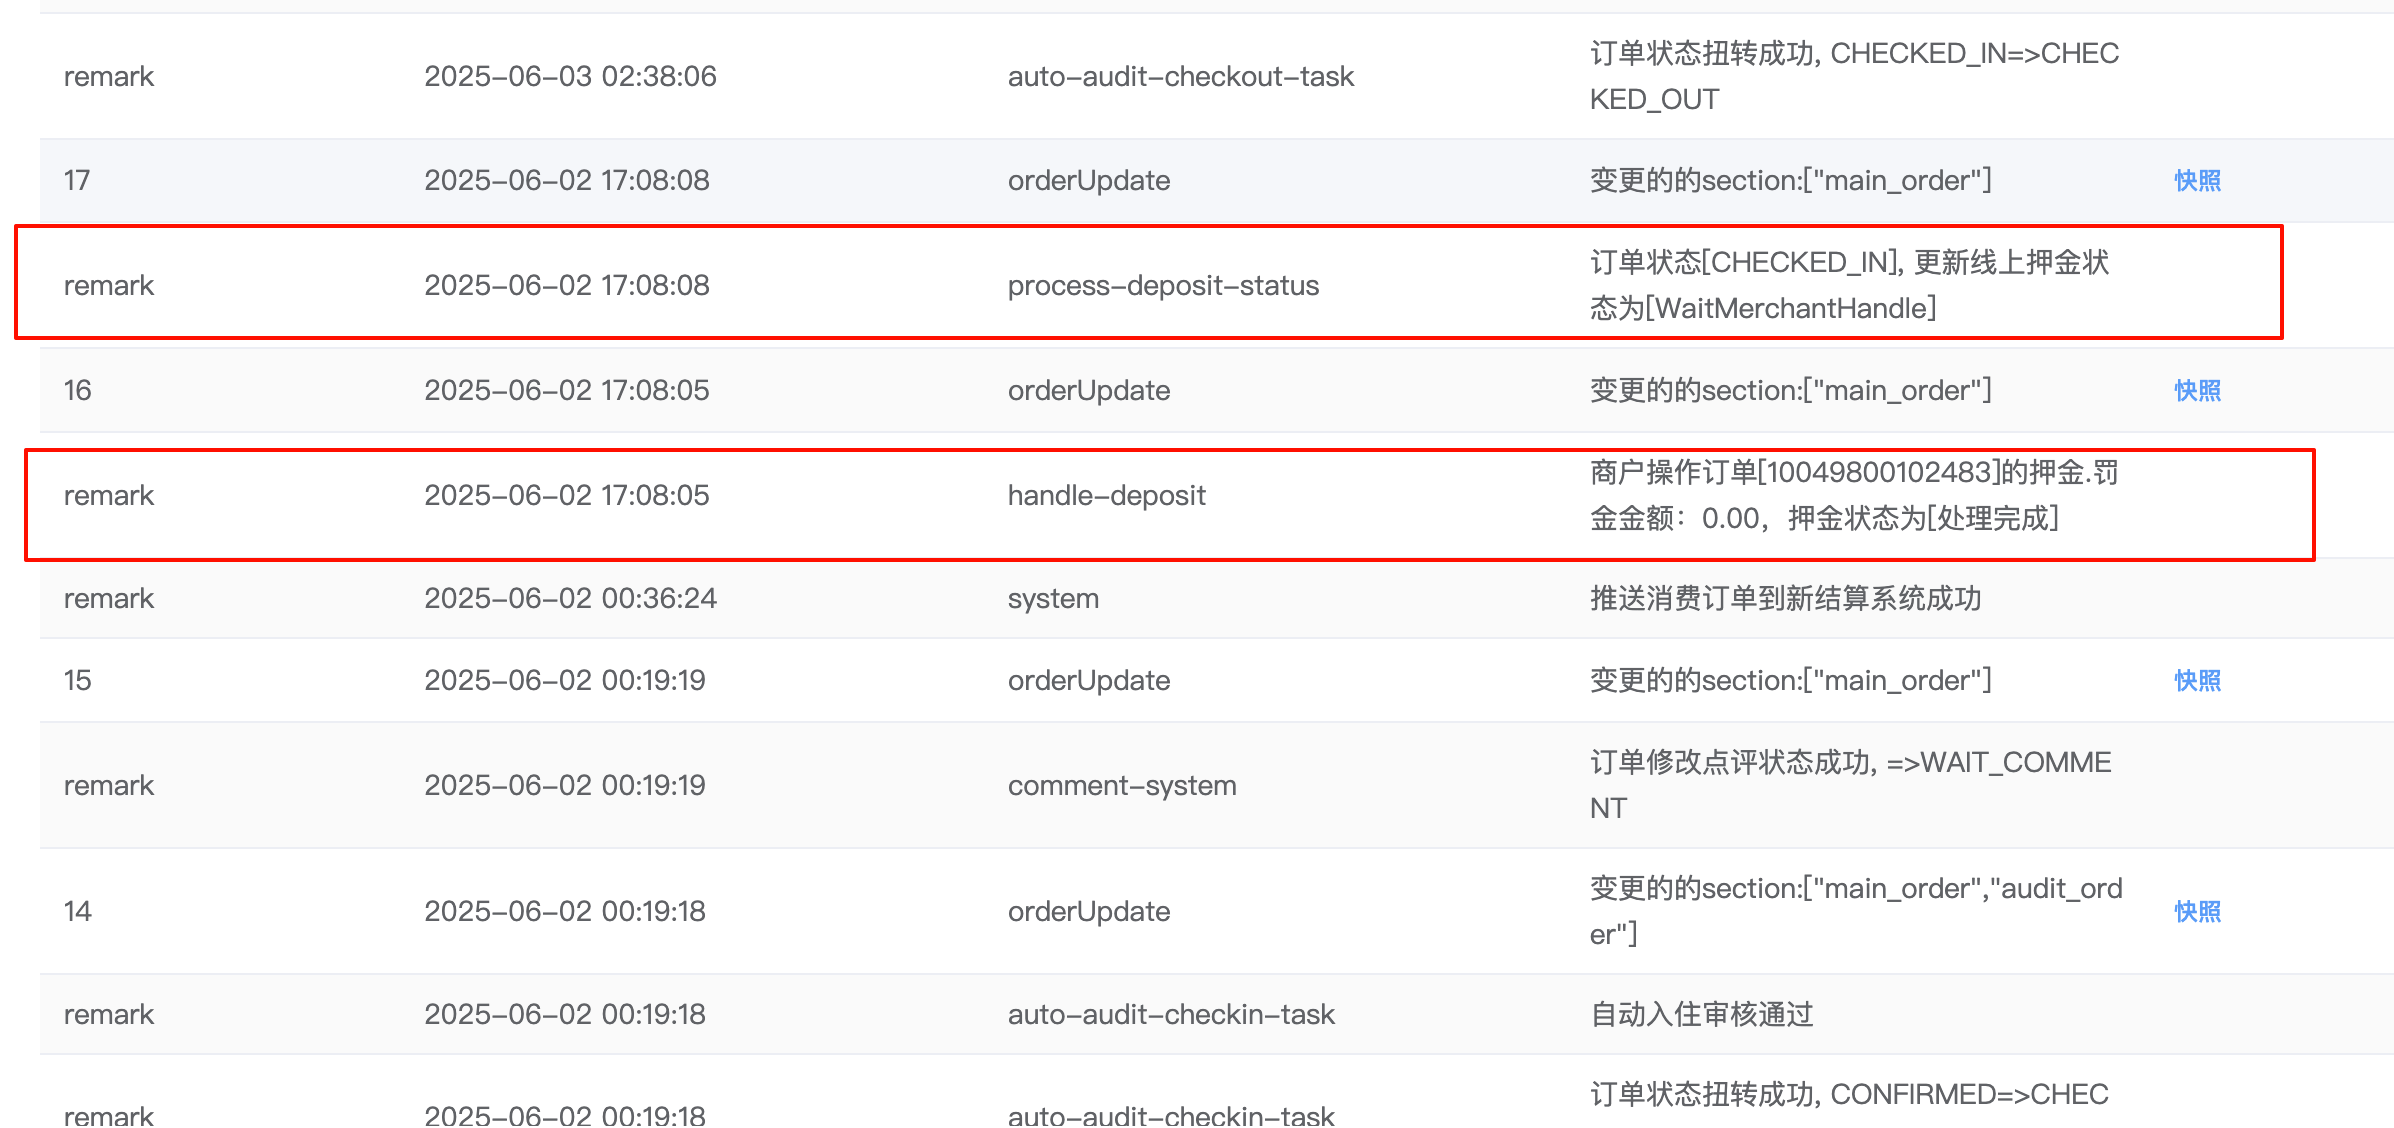 订单状态扭转成功, CHECKED_IN=>CHEC
remark 2025-06-03 02:38:06 auto-audit-checkout-task
KED_OUT
17 2025-06-02 17:08:08 orderUpdate 变更的的section:["main_order"] 快照
订单状态[CHECKED_IN], 更新线上押金状
remark 2025-06-02 17:08:08 process-deposit-status
态为[WaitMerchantHandle]
16 2025-06-02 17:08:05 orderUpdate 变更的的section:["main_order"] 快照
商户操作订单[10049800102483]的押金.罚
remark 2025-06-02 17:08:05 handle-deposit
金金额：0.00，押金状态为[处理完成]
remark 2025-06-02 00:36:24 system 推送消费订单到新结算系统成功
15 2025-06-02 00:19:19 orderUpdate 变更的的section:["main_order"] 快照
订单修改点评状态成功, =>WAIT_COMME
remark 2025-06-02 00:19:19 comment-system
NT
变更的的section:["main_order","audit_ord
14 2025-06-02 00:19:18 orderUpdate 快照
er"]
remark 2025-06-02 00:19:18 auto-audit-checkin-task 自动入住审核通过
订单状态扭转成功, CONFIRMED=>CHEC
remark 2025-06-02 00:19:18 auto-audit-checkin-task